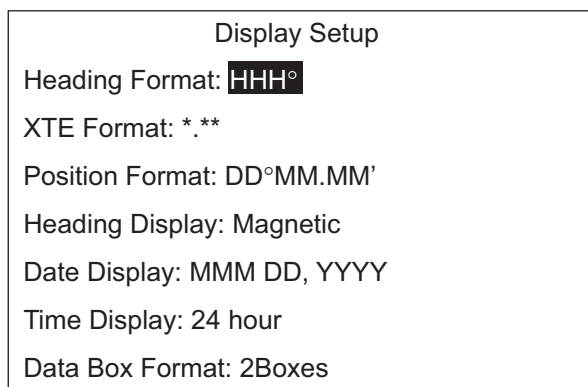 Display Setup
Heading Format: HHH°
XTE Format: *.**
Position Format: DD°MM.MM’
Heading Display: Magnetic
Date Display: MMM DD, YYYY
Time Display: 24 hour
Data Box Format: 2Boxes